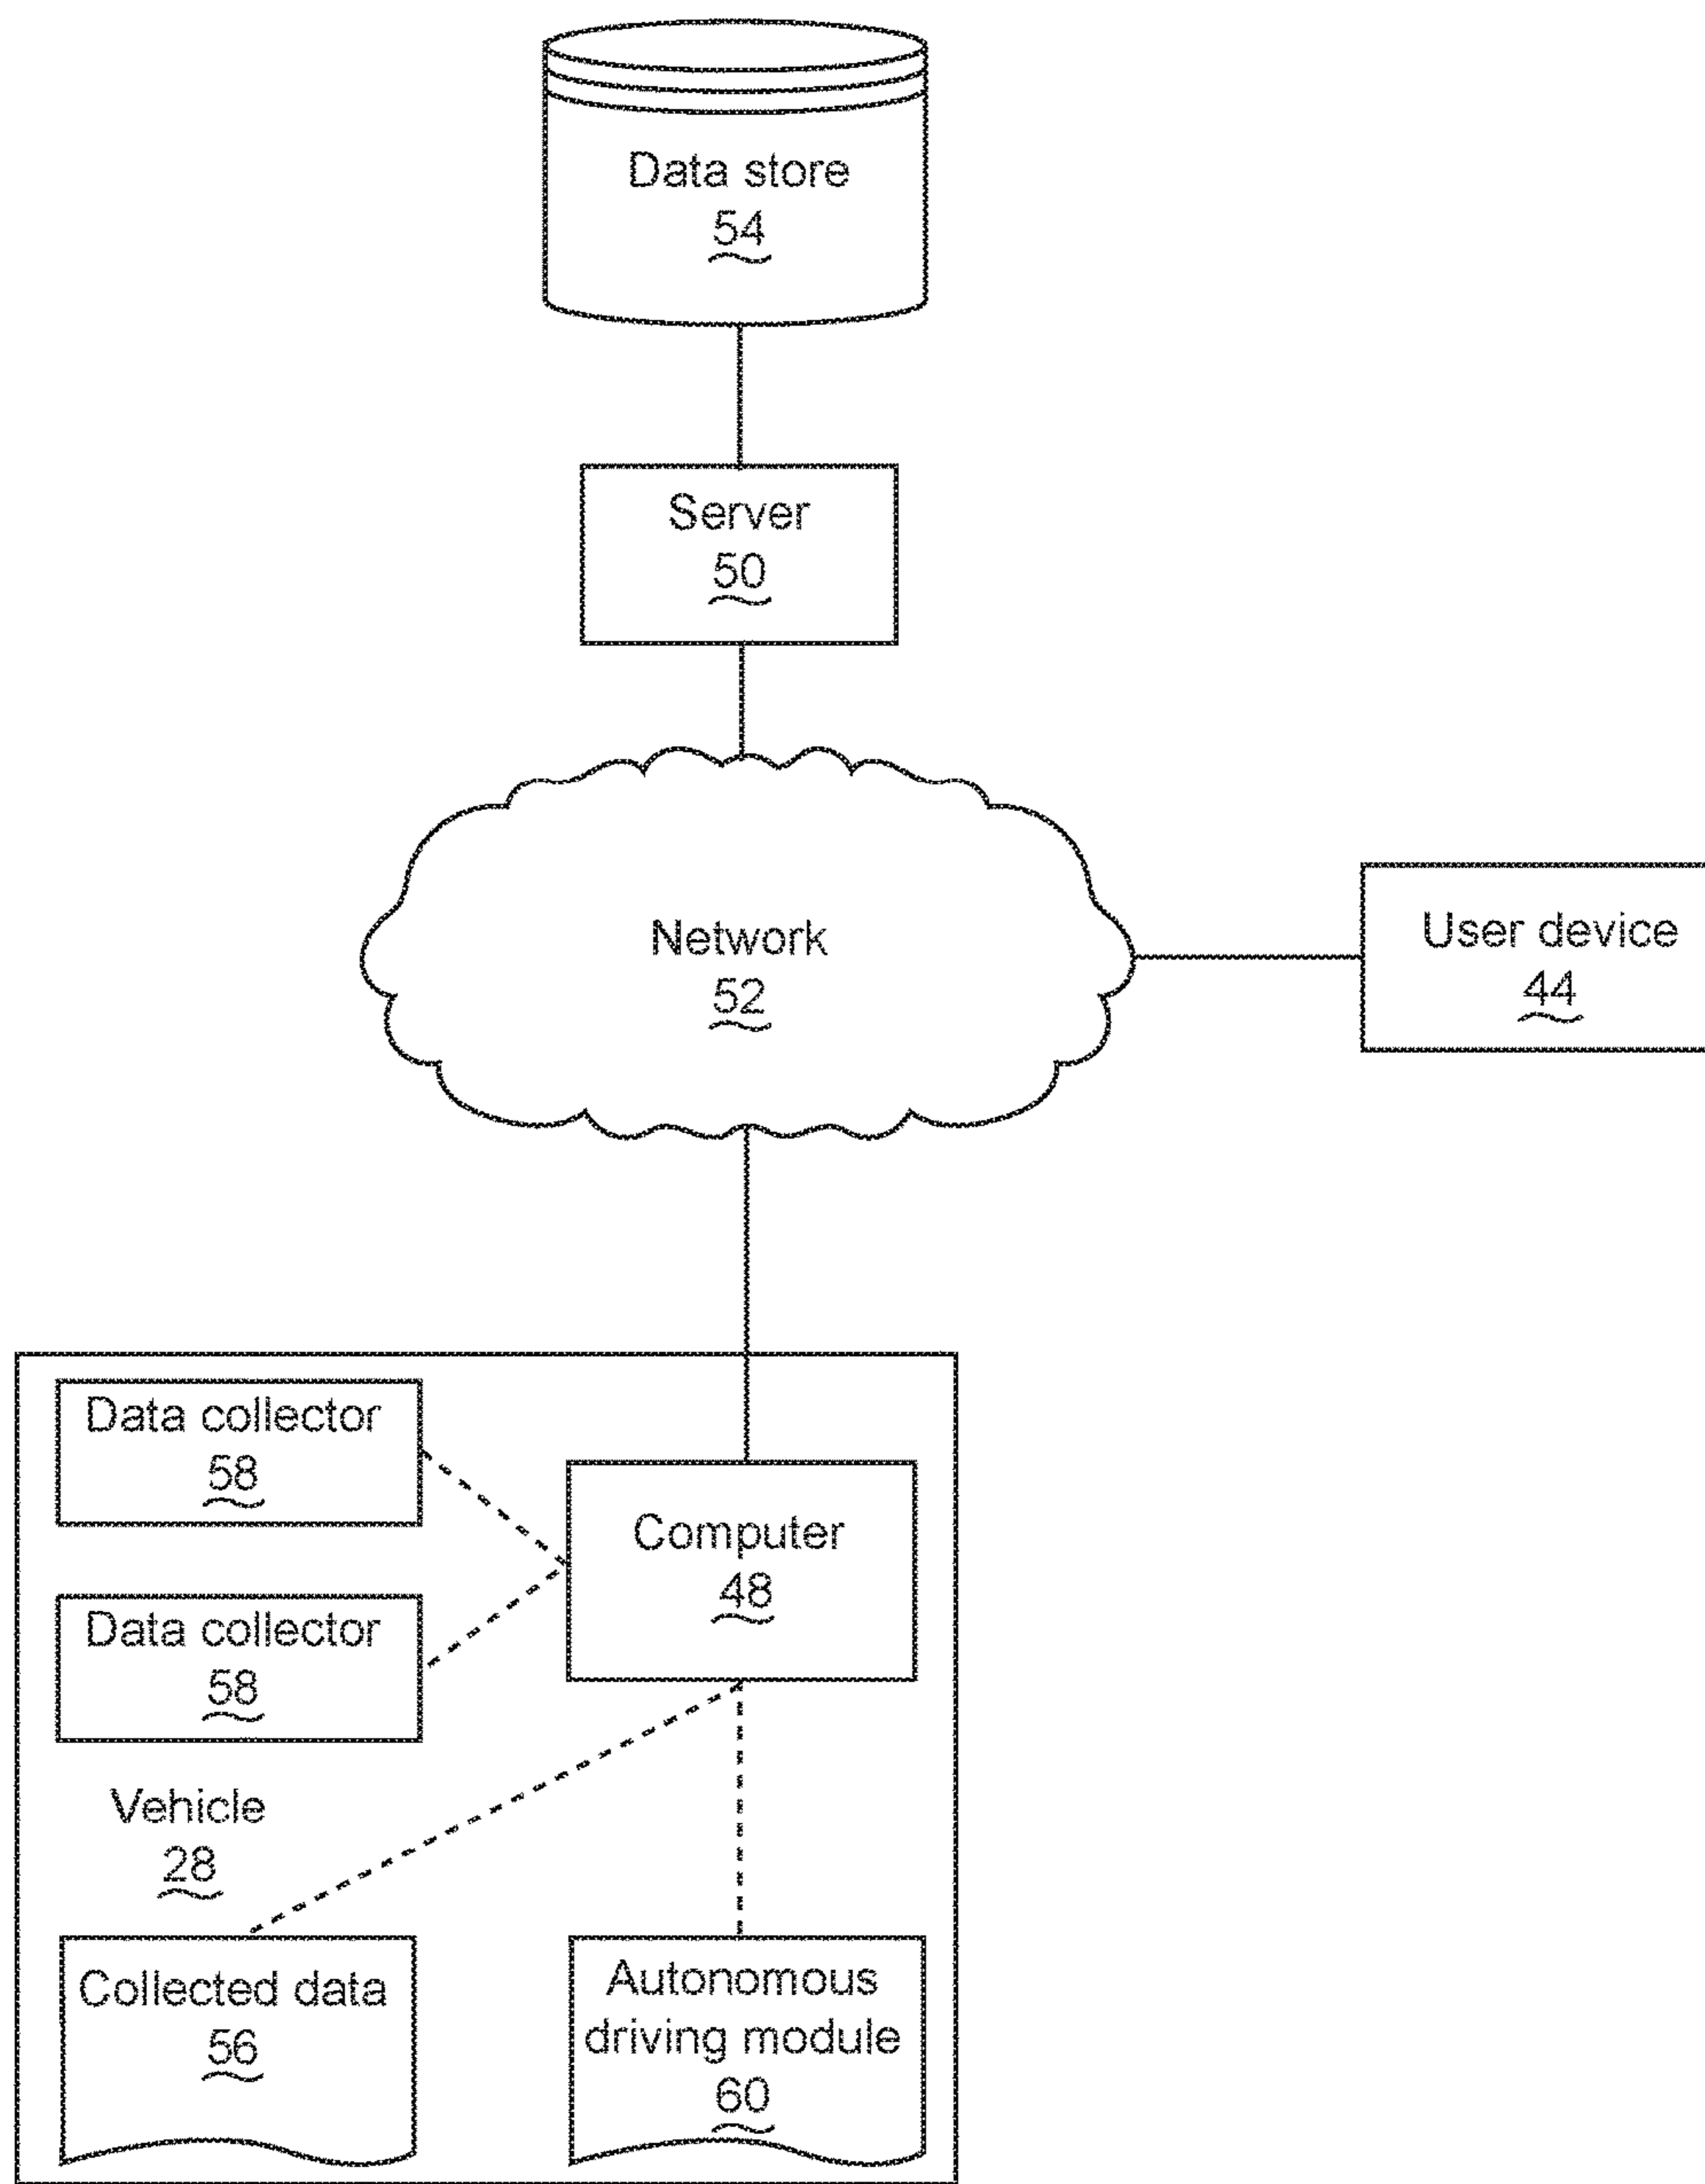 Data store
54
Server
50
Network
52
User device
44
Data collector
58
Computer
48
Data collector
58
Vehicle
28
Collected data
56
Autonomous
driving module
60